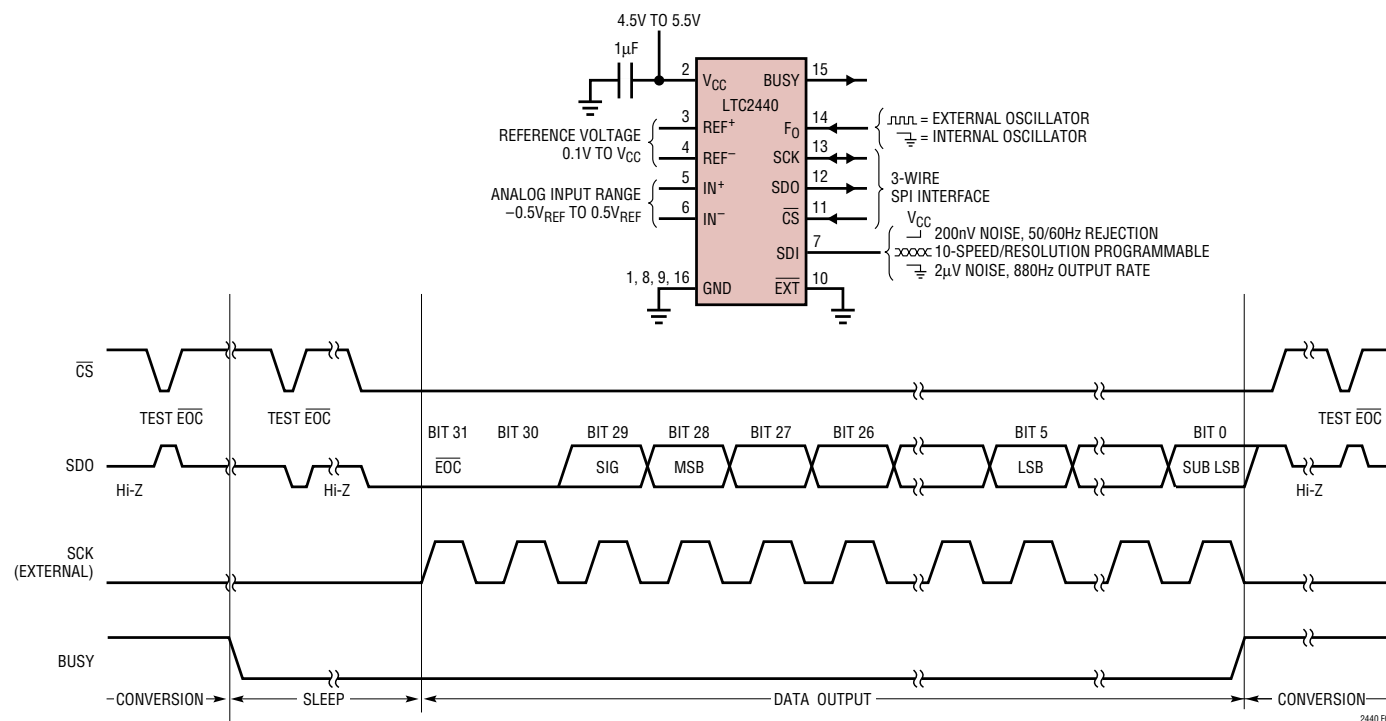 4.5V TO 5.5V
1µF
2
VCC
BUSY
15
LTC2440
3
REF+
FO
14
= EXTERNAL OSCILLATOR
= INTERNAL OSCILLATOR
REFERENCE VOLTAGE
0.1V TO VCC
4
REF−
SCK
13
3-WIRE
SPI INTERFACE
ANALOG INPUT RANGE
−0.5VREF TO 0.5VREF
5
IN+
SDO
12
6
IN−
CS
11
SDI
7
VCC
200nV NOISE, 50/60Hz REJECTION
10-SPEED/RESOLUTION PROGRAMMABLE
2µV NOISE, 880Hz OUTPUT RATE
1, 8, 9, 16
GND
EXT
10
CS
TEST EOC
TEST EOC
TEST EOC
BIT 31
BIT 30
BIT 29
BIT 28
BIT 27
BIT 26
BIT 5
BIT 0
SDO
EOC
SIG
MSB
LSB
SUB LSB
Hi-Z
Hi-Z
Hi-Z
SCK
(EXTERNAL)
BUSY
CONVERSION
SLEEP
DATA OUTPUT
CONVERSION